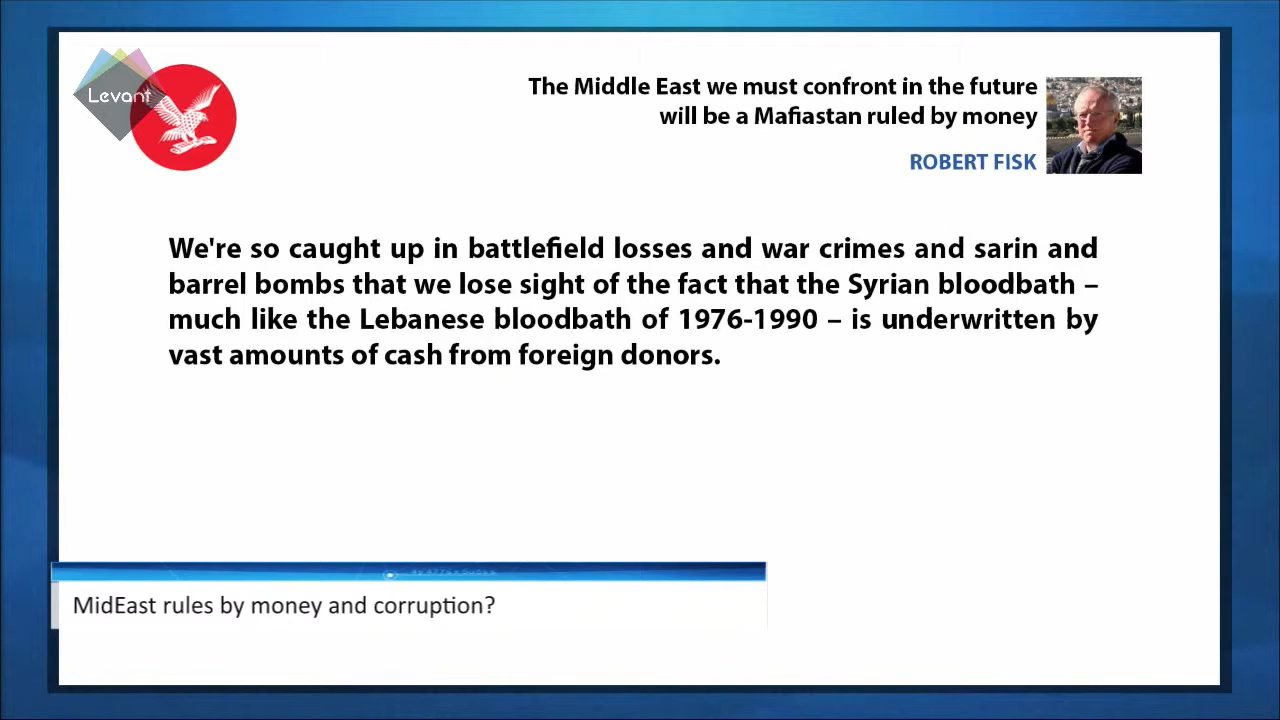 Levant
The Middle East we must confront in the future
will be a Mafiastan ruled by money
ROBERT FISK
We're so caught up in battlefield losses and war crimes and sarin and
barrel bombs that we lose sight of the fact that the Syrian bloodbath –
much like the Lebanese bloodbath of 1976-1990 – is underwritten by
vast amounts of cash from foreign donors.
MidEast rules by money and corruption?